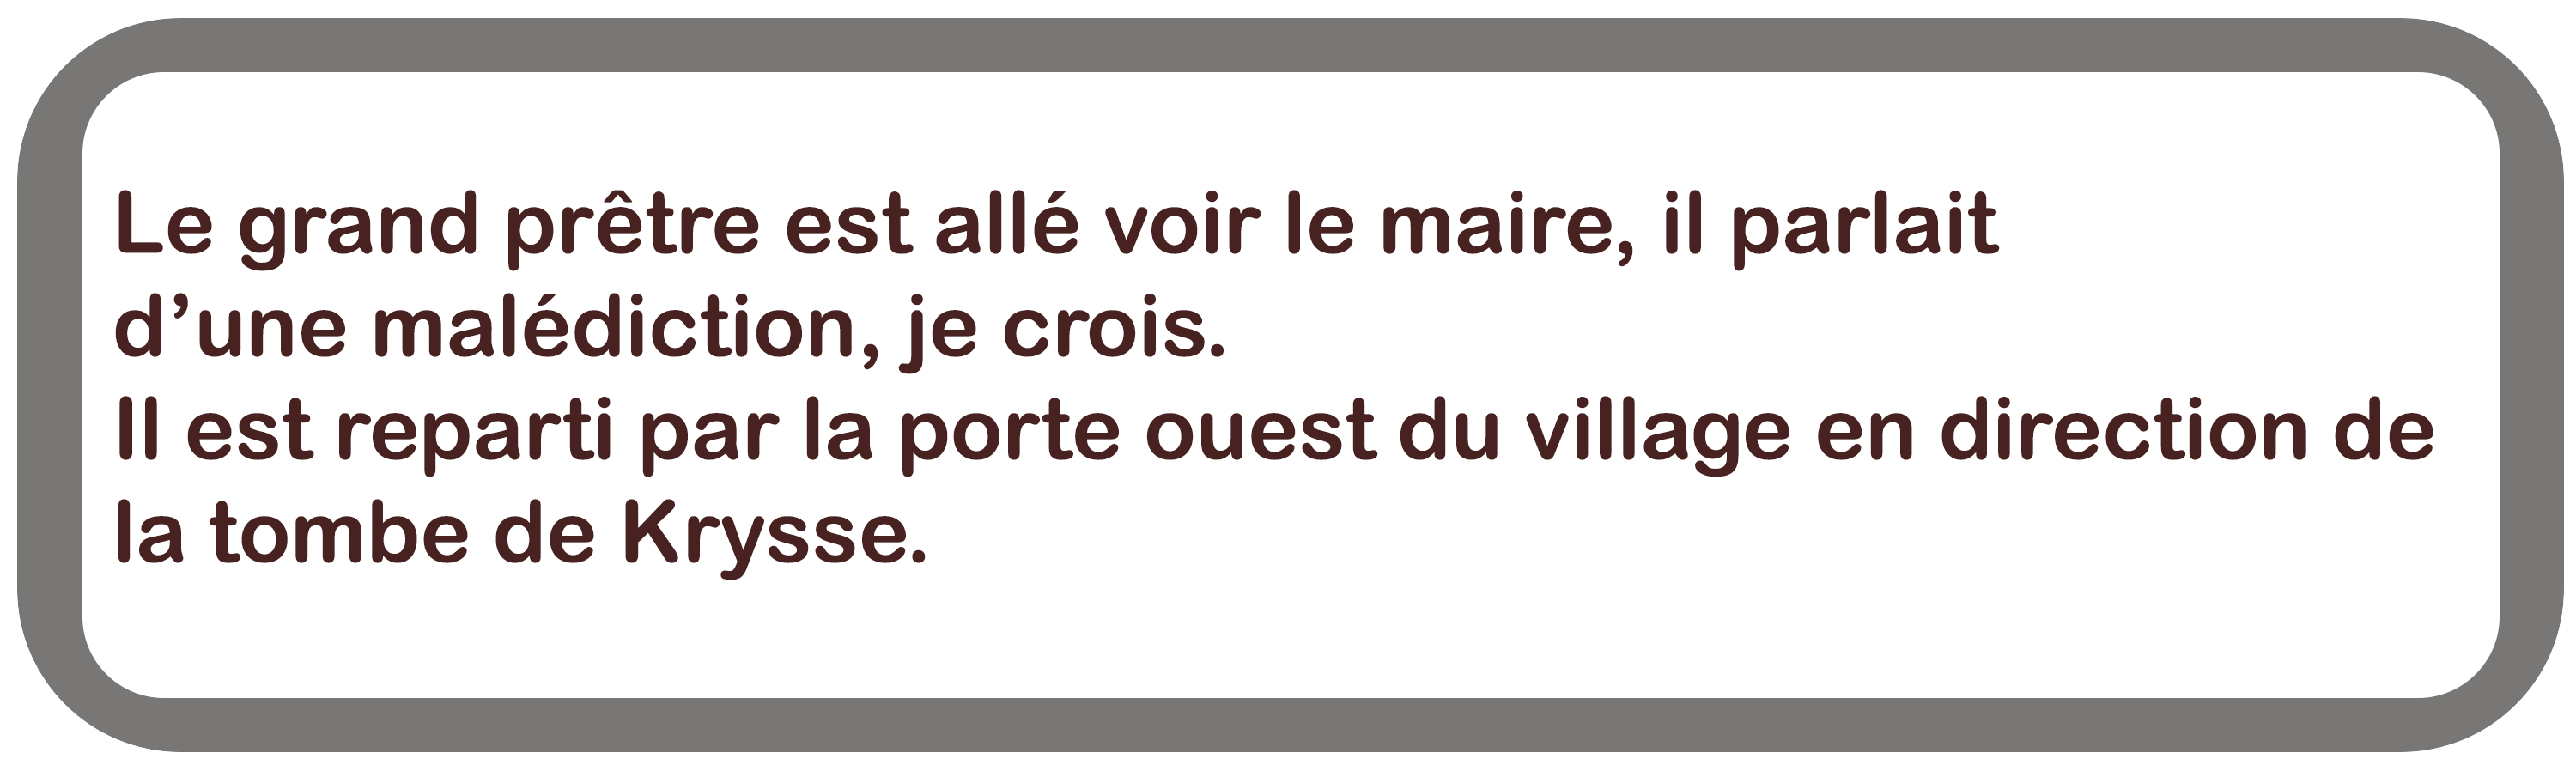 Le grand prêtre est allé voir le maire, il parlait
d’une malédiction, je crois.
Il est reparti par la porte ouest du village en direction de
la tombe de Krysse.